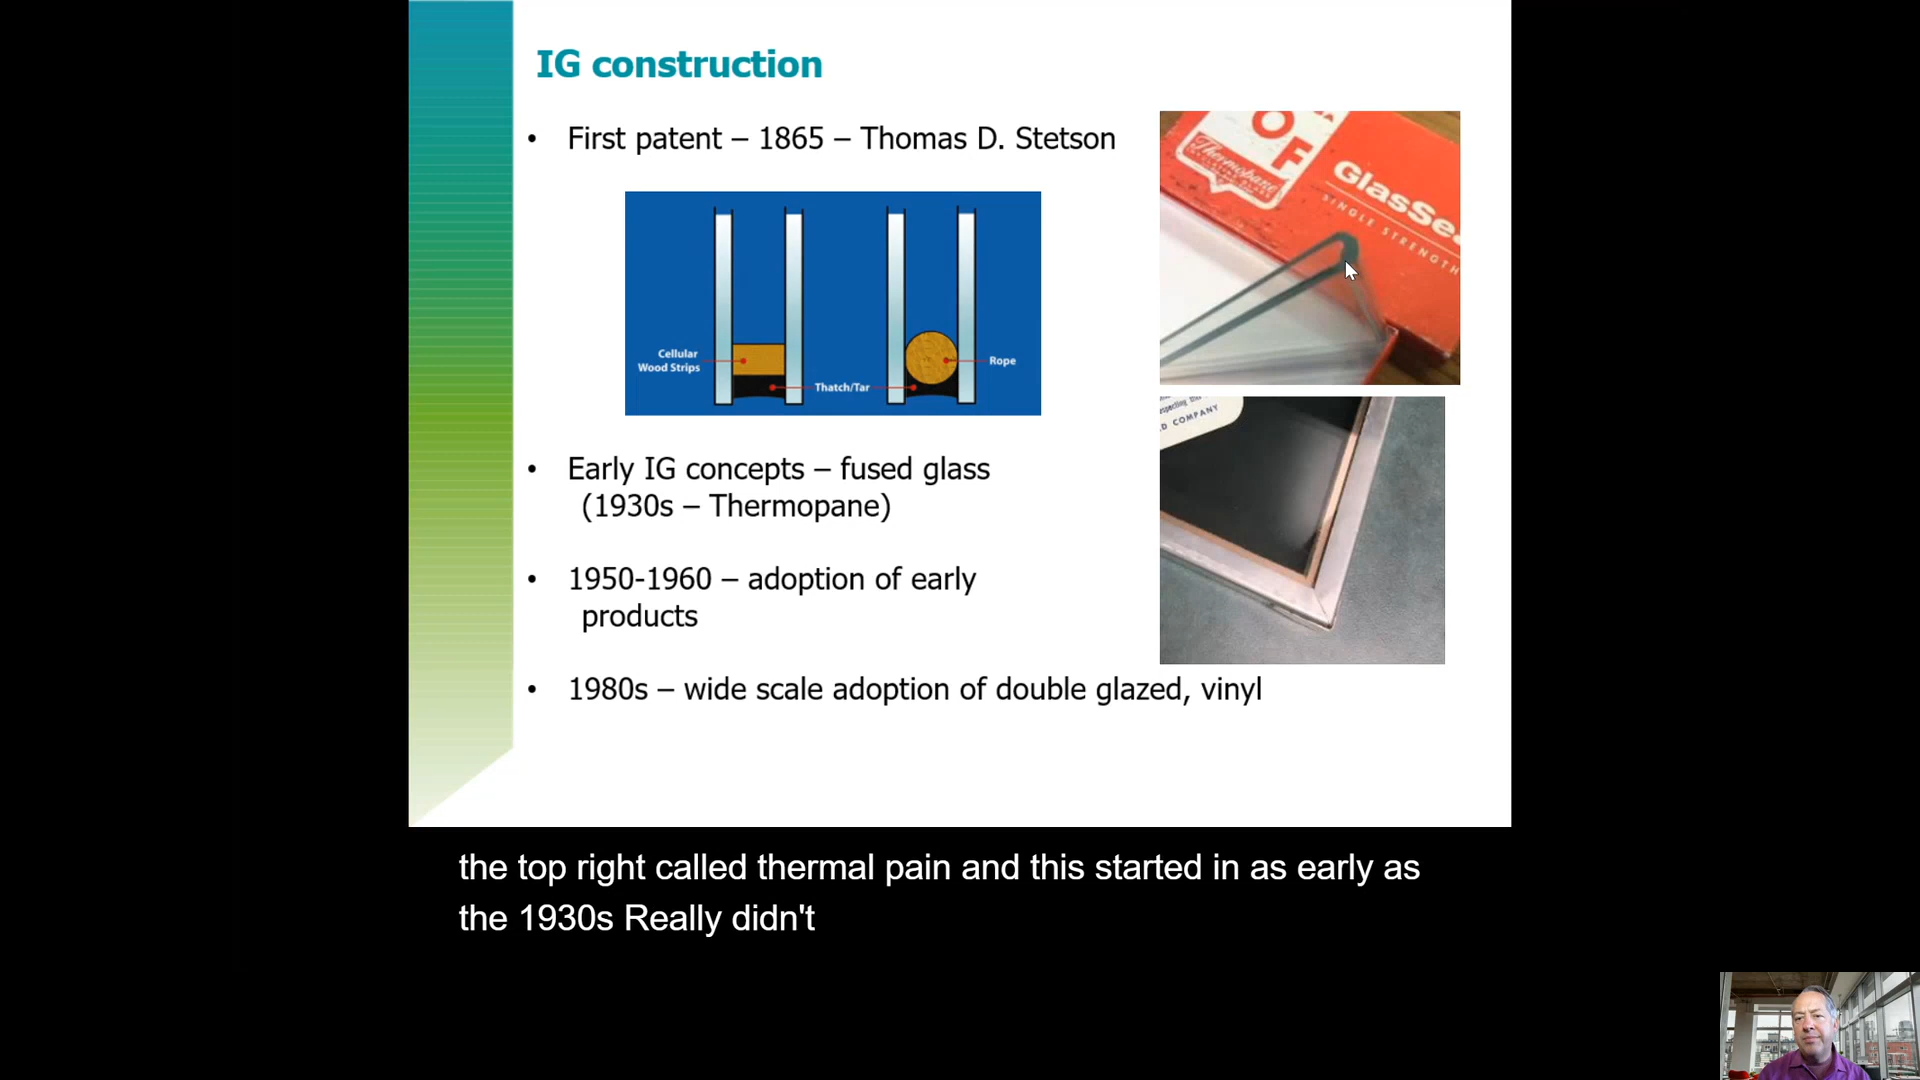 IG construction
• First patent – 1865 – Thomas D. Stetson
Cellular
Wood Strips
Thatch/Tar
Rope
O
F
Thermopane
GlasSe
SINGLE STRENGTH
D COMPANY
• Early IG concepts – fused glass
(1930s – Thermopane)
• 1950-1960 – adoption of early
products
• 1980s – wide scale adoption of double glazed, vinyl
the top right called thermal pain and this started in as early as
the 1930s Really didn't